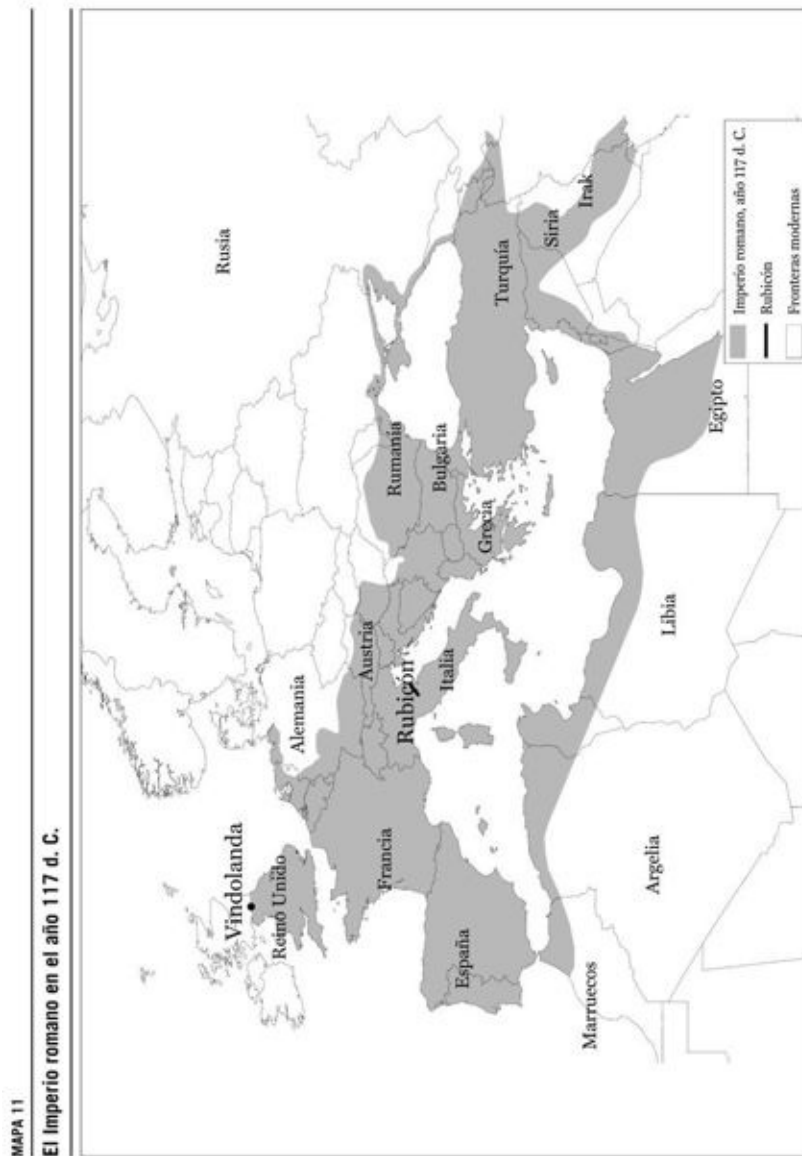 MAPA 11
El Imperio romano en el año 117 d. C.
Rusia
Vindolanda
Reino Unido
Alemania
Francia
Austria
Rumanía
Rubicón
Bulgaria
España
Italia
Grecia
Turquía
Siria
Irak
Marruecos
Argelia
Libia
Egipto
Imperio romano, año 117 d. C.
Rubicón
Fronteras modernas